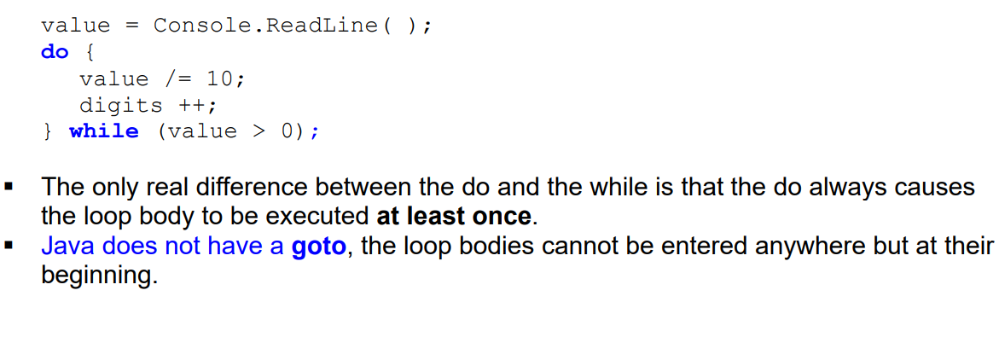 value = Console.ReadLine( );
do {
value /= 10;
digits ++;
} while (value > 0);
▪ The only real difference between the do and the while is that the do always causes
the loop body to be executed at least once.
▪ Java does not have a goto, the loop bodies cannot be entered anywhere but at their
beginning.